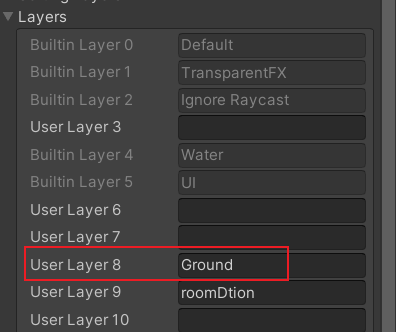 Layers
Builtin Layer 0 Default
Builtin Layer 1 TransparentFX
Builtin Layer 2 Ignore Raycast
User Layer 3
Builtin Layer 4 Water
Builtin Layer 5 UI
User Layer 6
User Layer 7
User Layer 8 Ground
User Layer 9 roomDtion
User Layer 10